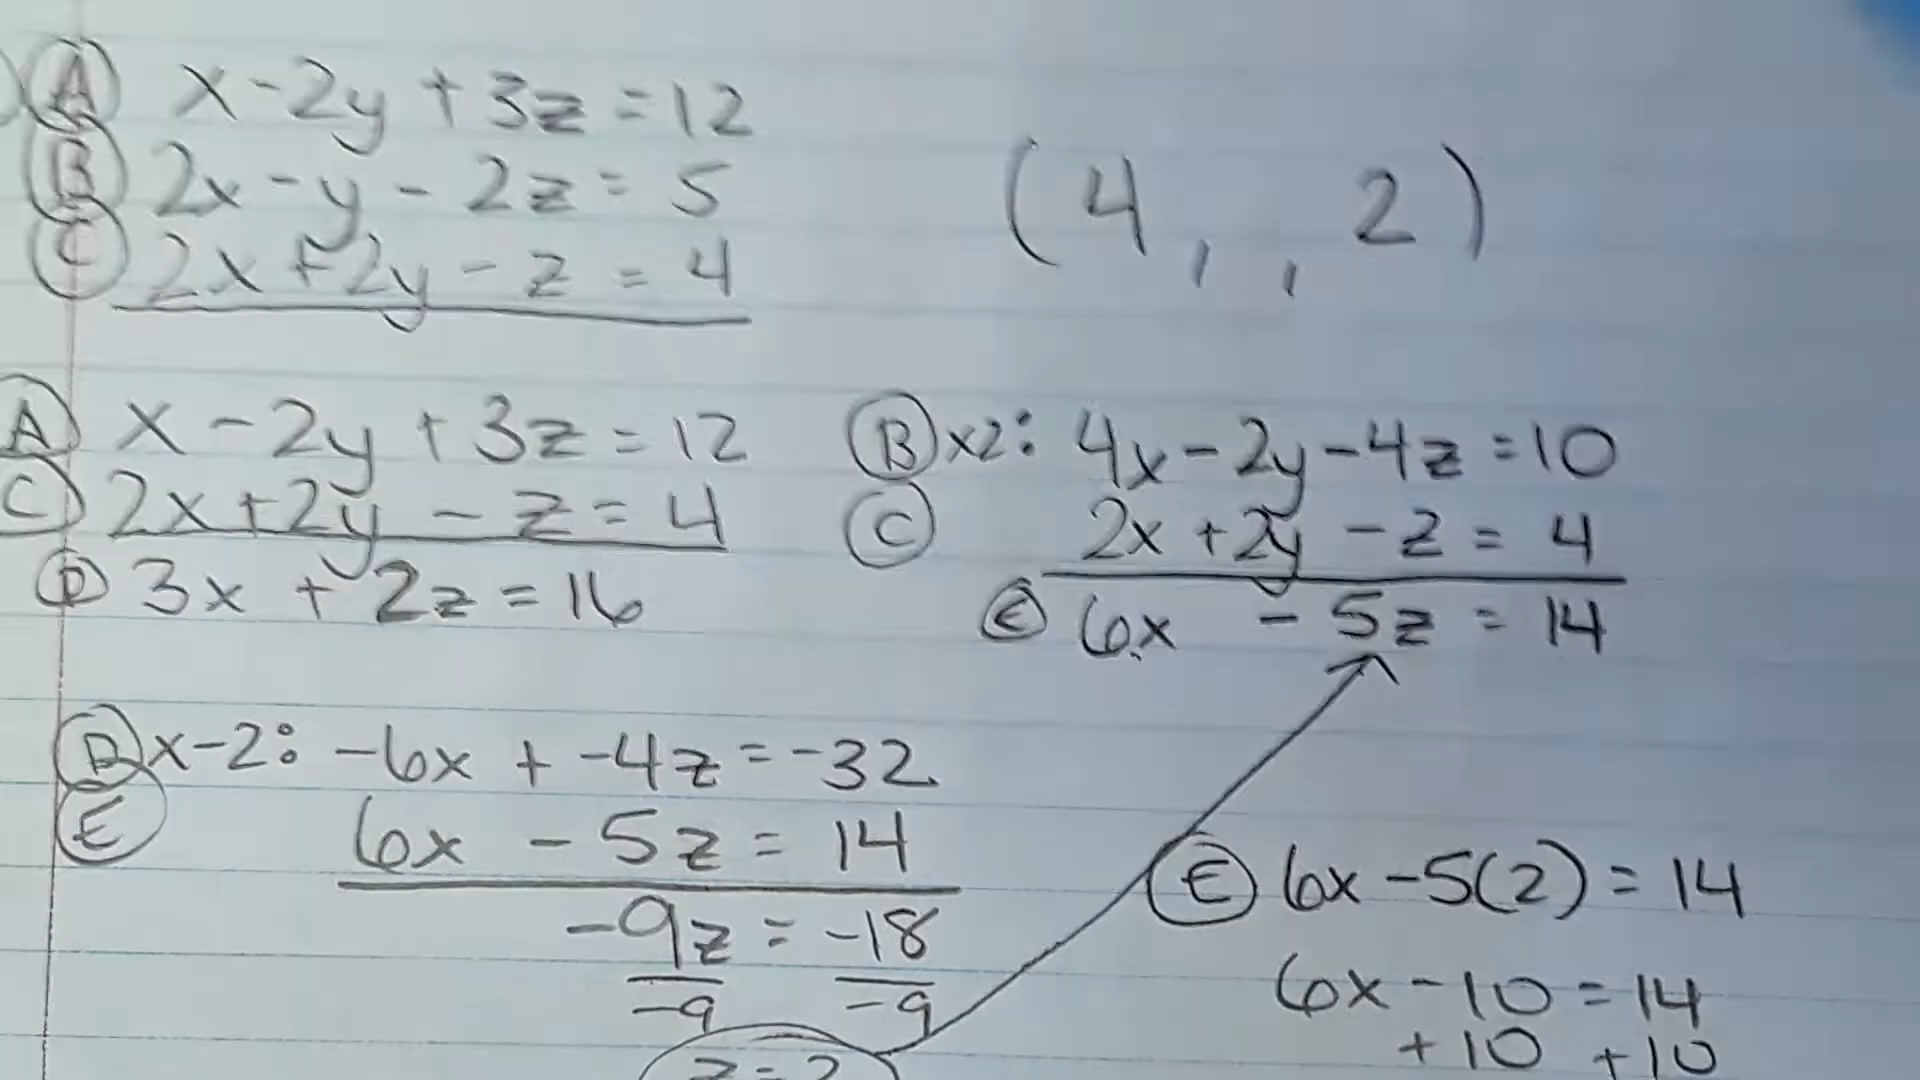 A x - 2y + 3z = 12
B 2x - y - 2z = 5
C 2x + 2y - z = 4
(4, , 2)
A x - 2y + 3z = 12
C 2x + 2y - z = 4
D 3x + 2z = 16
B x2: 4x - 2y - 4z = 10
C 2x + 2y - z = 4
E 6x - 5z = 14
D x-2: -6x + -4z = -32
E 6x - 5z = 14
-9z = -18
-9 -9
z = 2
E 6x - 5(2) = 14
6x - 10 = 14
+10 +10